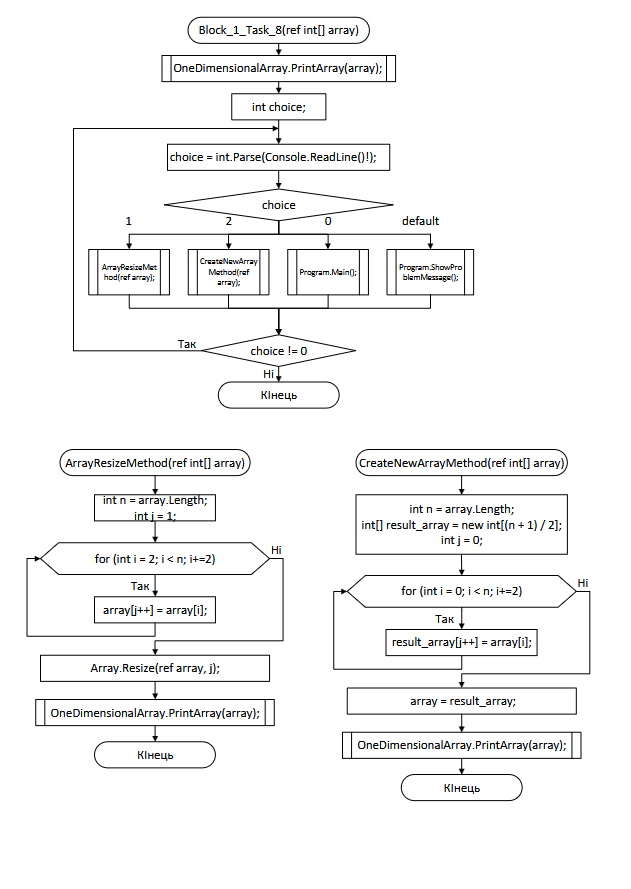 Block_1_Task_8(ref int[] array)
OneDimensionalArray.PrintArray(array);
int choice;
choice = int.Parse(Console.ReadLine()!);
choice
1
2
0
default
ArrayResizeMet
hod(ref array);
CreateNewArray
Method(ref
array);
Program.Main();
Program.ShowPro
blemMessage();
Так
choice != 0
Ні
КІнець
ArrayResizeMethod(ref int[] array)
int n = array.Length;
int j = 1;
for (int i = 2; i < n; i+=2)
Ні
Так
array[j++] = array[i];
Array.Resize(ref array, j);
OneDimensionalArray.PrintArray(array);
КІнець
CreateNewArrayMethod(ref int[] array)
int n = array.Length;
int[] result_array = new int[(n + 1) / 2];
int j = 0;
for (int i = 0; i < n; i+=2)
Ні
Так
result_array[j++] = array[i];
array = result_array;
OneDimensionalArray.PrintArray(array);
КІнець